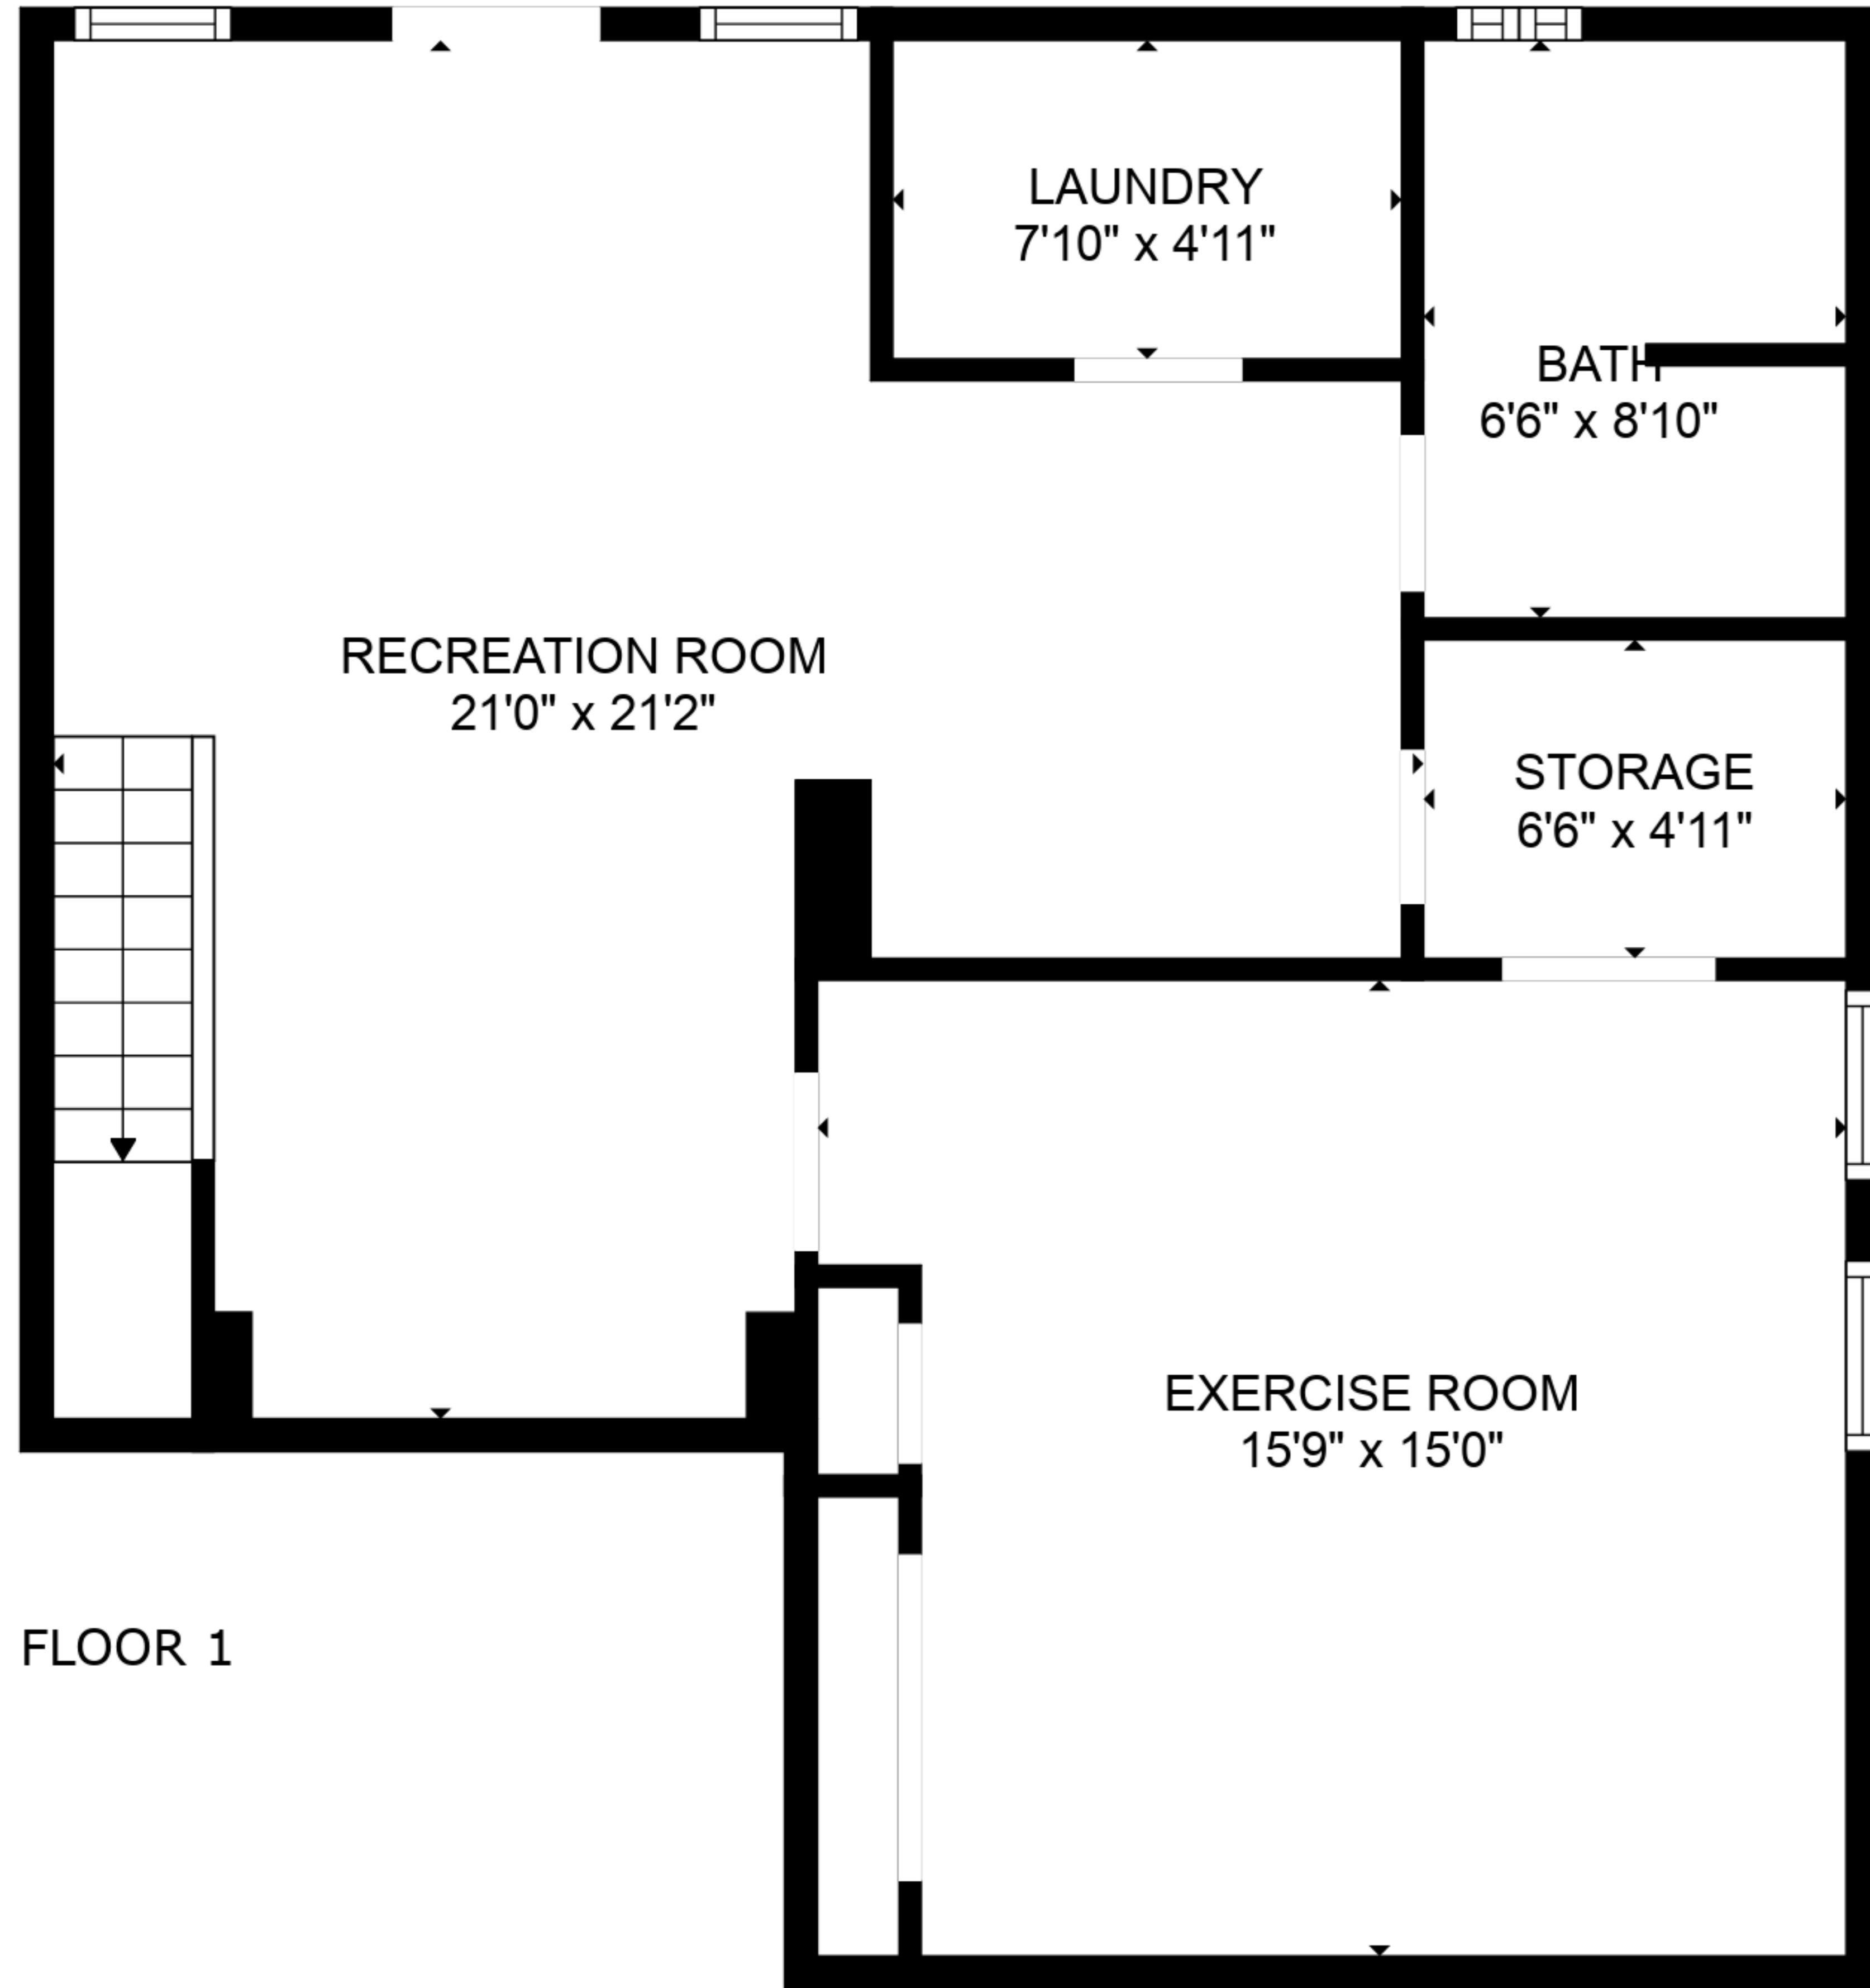 LAUNDRY
7'10" x 4'11"
BATH
6'6" x 8'10"
RECREATION ROOM
21'0" x 21'2"
STORAGE
6'6" x 4'11"
EXERCISE ROOM
15'9" x 15'0"
FLOOR 1